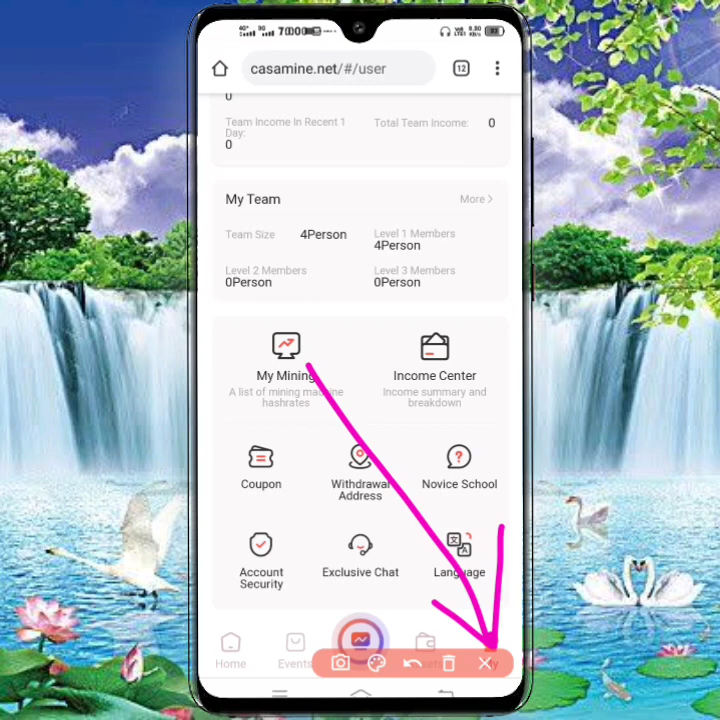 casamine.net/#/user
12
0
Team Income In Recent 1
Day:
0
Total Team Income: 0
My Team
More
Team Size 4Person
Level 1 Members
4Person
Level 2 Members
0Person
Level 3 Members
0Person
My Mining
A list of mining machine
hashrates
Income Center
Income summary and
breakdown
Coupon
Withdrawal
Address
Novice School
Account
Security
Exclusive Chat
Language
Home
Events